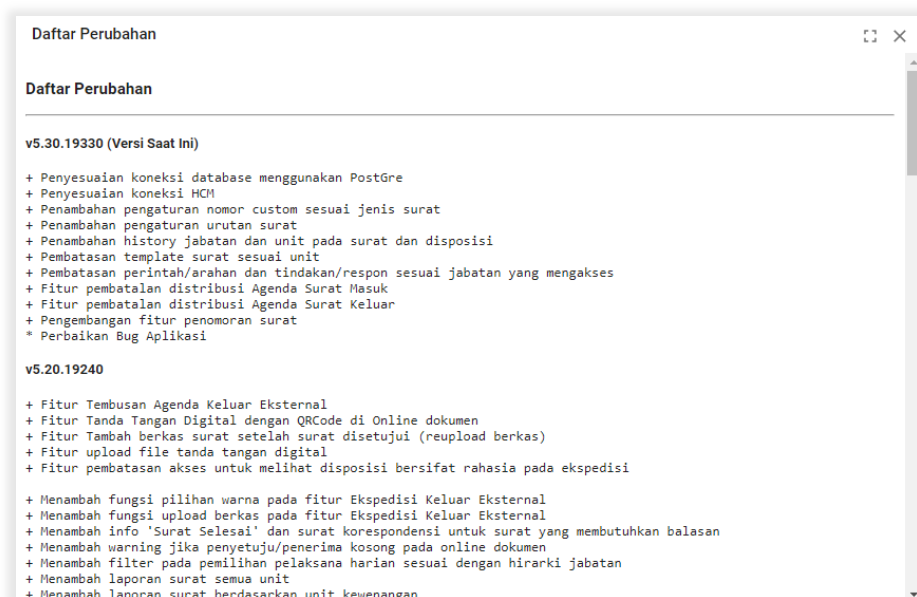 Daftar Perubahan
Daftar Perubahan
v5.30.19330 (Versi Saat Ini)
+ Penyesuaian koneksi database menggunakan PostGre
+ Penyesuaian koneksi HCM
+ Penambahan pengaturan nomor custom sesuai jenis surat
+ Penambahan pengaturan urutan surat
+ Penambahan history jabatan dan unit pada surat dan disposisi
+ Pembatasan template surat sesuai unit
+ Pembatasan perintah/arahan dan tindakan/respon sesuai jabatan yang mengakses
+ Fitur pembatalan distribusi Agenda Surat Masuk
+ Fitur pembatalan distribusi Agenda Surat Keluar
+ Pengembangan fitur penomoran surat
* Perbaikan Bug Aplikasi
v5.20.19240
+ Fitur Tembusan Agenda Keluar Eksternal
+ Fitur Tanda Tangan Digital dengan QRCode di Online dokumen
+ Fitur Tambah berkas surat setelah surat disetujui (reupload berkas)
+ Fitur upload file tanda tangan digital
+ Fitur pembatasan akses untuk melihat disposisi bersifat rahasia pada ekspedisi
+ Menambah fungsi pilihan warna pada fitur Ekspedisi Keluar Eksternal
+ Menambah fungsi upload berkas pada fitur Ekspedisi Keluar Eksternal
+ Menambah info 'Surat Selesai' dan surat korespondensi untuk surat yang membutuhkan balasan
+ Menambah warning jika penyetuju/penerima kosong pada online dokumen
+ Menambah filter pada pemilihan pelaksana harian sesuai dengan hirarki jabatan
+ Menambah laporan surat semua unit
+ Menambah laporan surat berdasarkan unit kewenangan